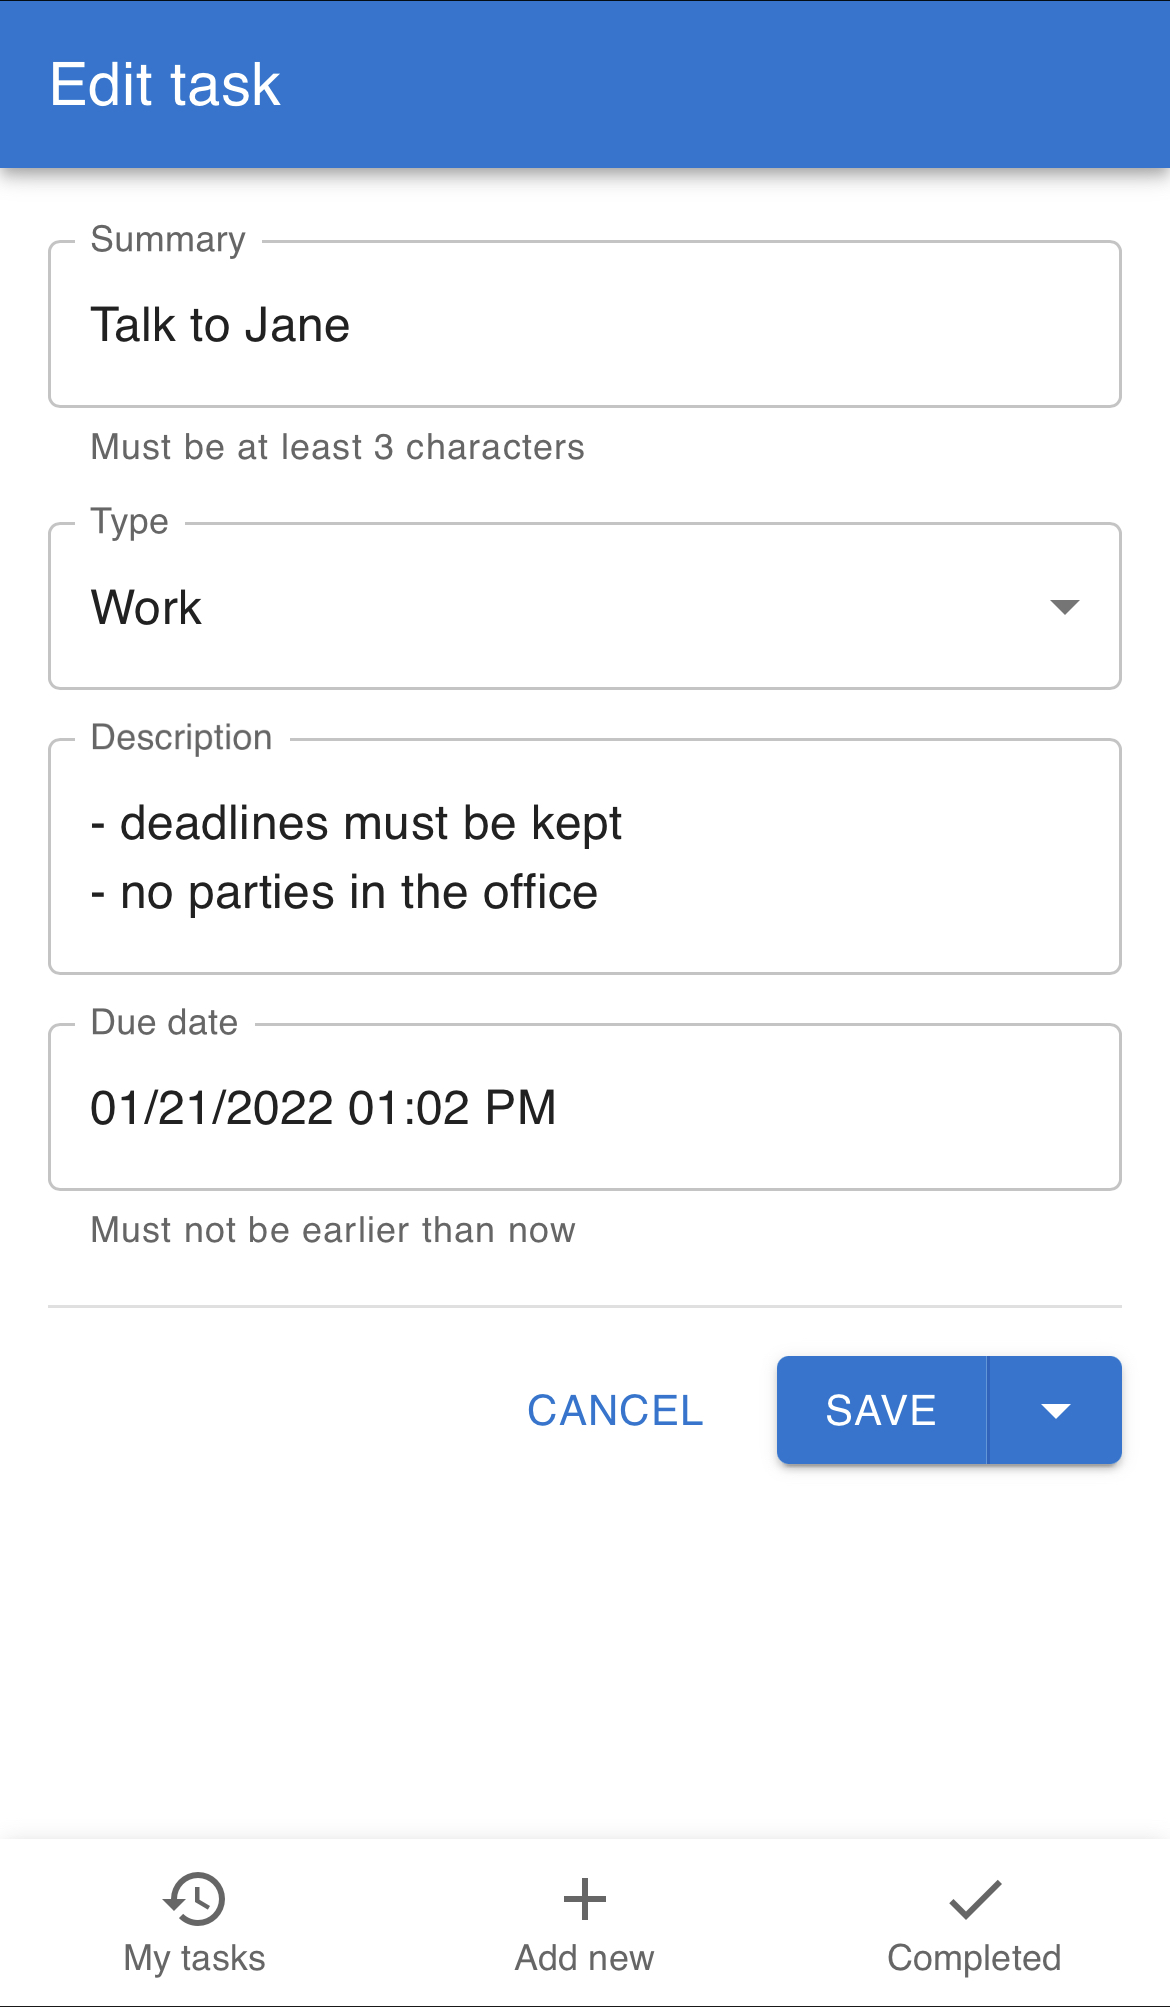 Edit task
Summary
Talk to Jane
Must be at least 3 characters
Type
Work
Description
- deadlines must be kept
- no parties in the office
Due date
01/21/2022 01:02 PM
Must not be earlier than now
CANCEL
SAVE
My tasks
Add new
Completed